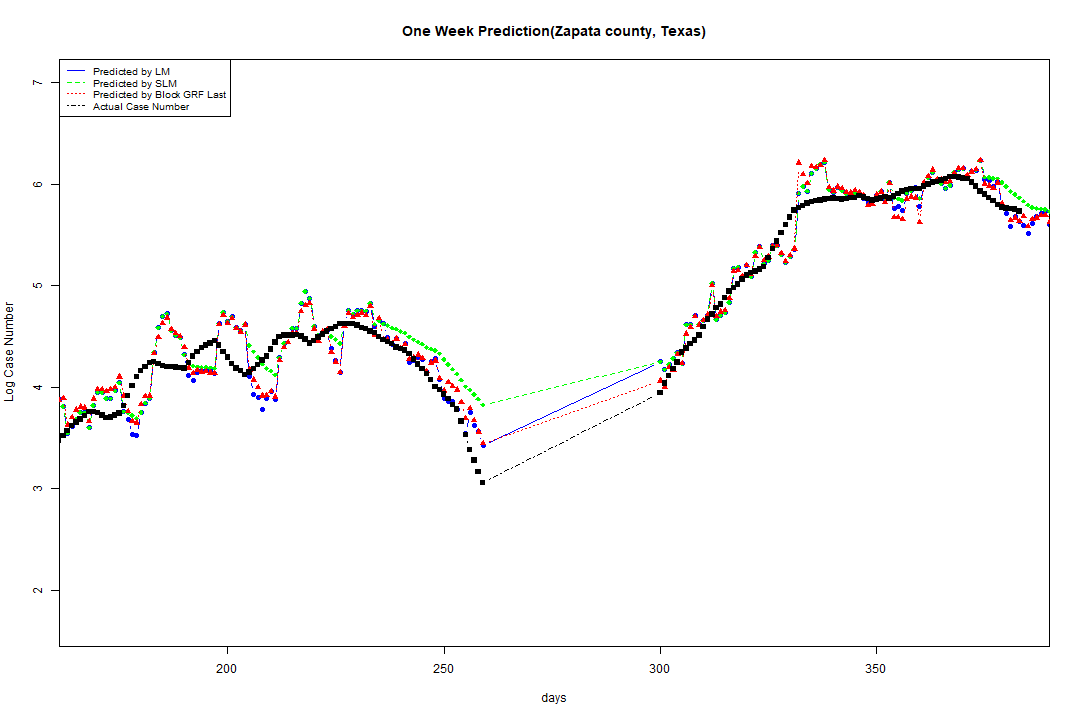 One Week Prediction(Zapata county, Texas)
Predicted by LM
Predicted by SLM
Predicted by Block GRF Last
Actual Case Number
7
6
5
4
3
2
Log Case Number
200
250
300
350
days